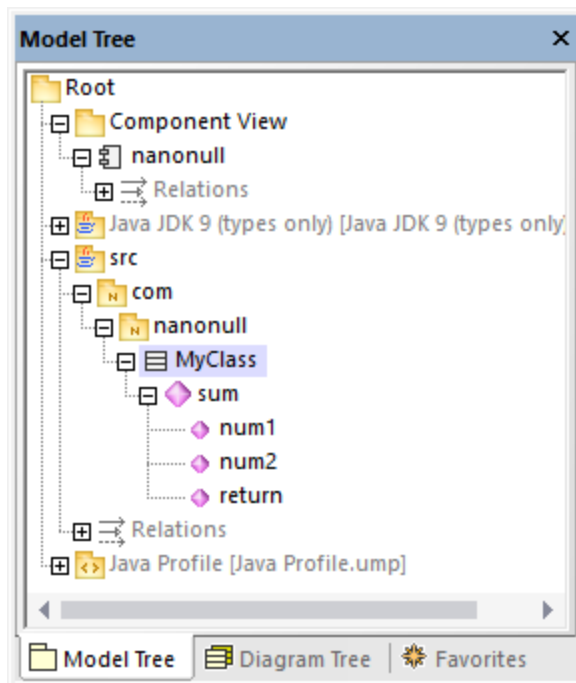 Model Tree
Root
Component View
nanonull
Relations
Java JDK 9 (types only) [Java JDK 9 (types only)
src
com
nanonull
MyClass
sum
num1
num2
return
Relations
Java Profile [Java Profile.ump]
Model Tree Diagram Tree Favorites